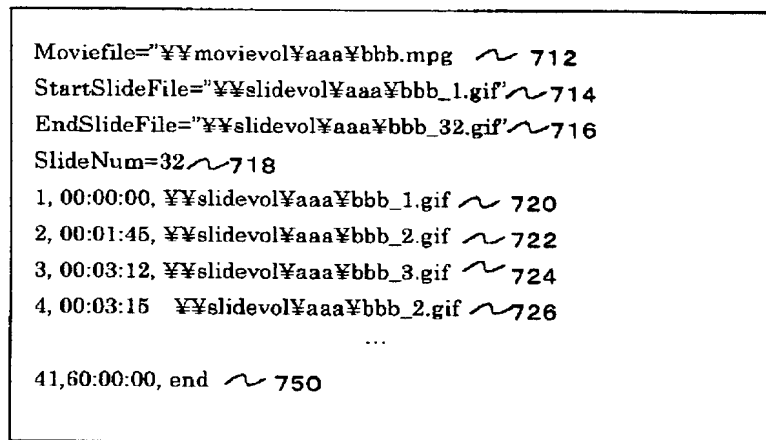 Moviefile="¥¥movievol¥aaa¥bbb.mpg 712
StartSlideFile="¥¥slidevol¥aaa¥bbb_1.gif" 714
EndSlideFile="¥¥slidevol¥aaa¥bbb_32.gif" 716
SlideNum=32 718
1, 00:00:00, ¥¥slidevol¥aaa¥bbb_1.gif 720
2, 00:01:45, ¥¥slidevol¥aaa¥bbb_2.gif 722
3, 00:03:12, ¥¥slidevol¥aaa¥bbb_3.gif 724
4, 00:03:15 ¥¥slidevol¥aaa¥bbb_2.gif 726
...
41,60:00:00, end 750